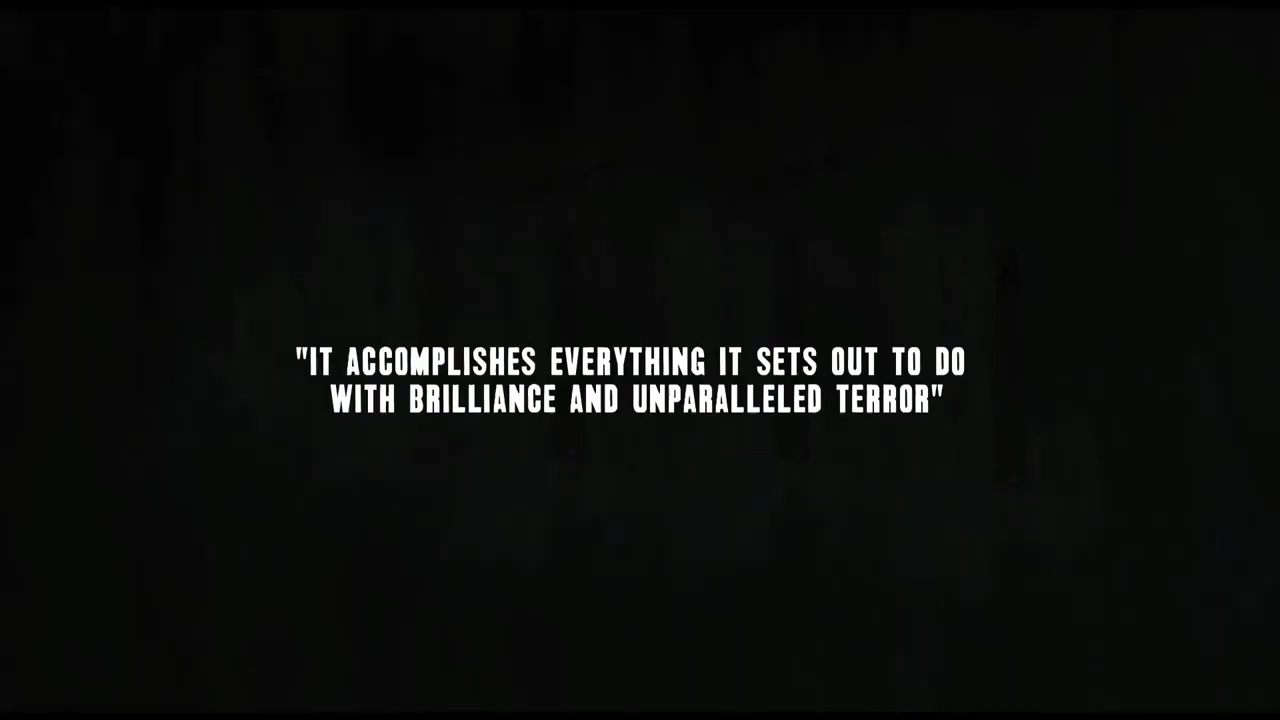 "IT ACCOMPLISHES EVERYTHING IT SETS OUT TO DO
WITH BRILLIANCE AND UNPARALLELED TERROR"